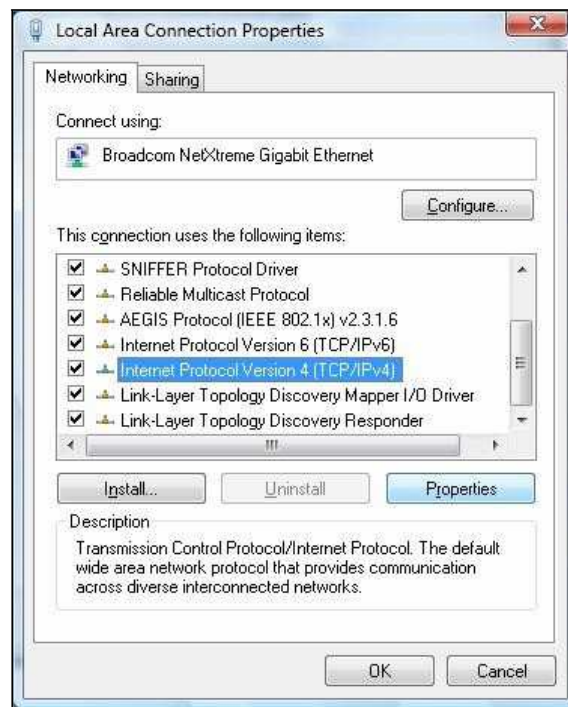 Local Area Connection Properties
Networking
Sharing
Connect using:
Broadcom NetXtreme Gigabit Ethernet
Configure...
This connection uses the following items:
SNIFFER Protocol Driver
Reliable Multicast Protocol
AEGIS Protocol (IEEE 802.1x) v2.3.1.6
Internet Protocol Version 6 (TCP/IPv6)
Internet Protocol Version 4 (TCP/IPv4)
Link-Layer Topology Discovery Mapper I/O Driver
Link-Layer Topology Discovery Responder
Install...
Uninstall
Properties
Description
Transmission Control Protocol/Internet Protocol. The default
wide area network protocol that provides communication
across diverse interconnected networks.
OK
Cancel